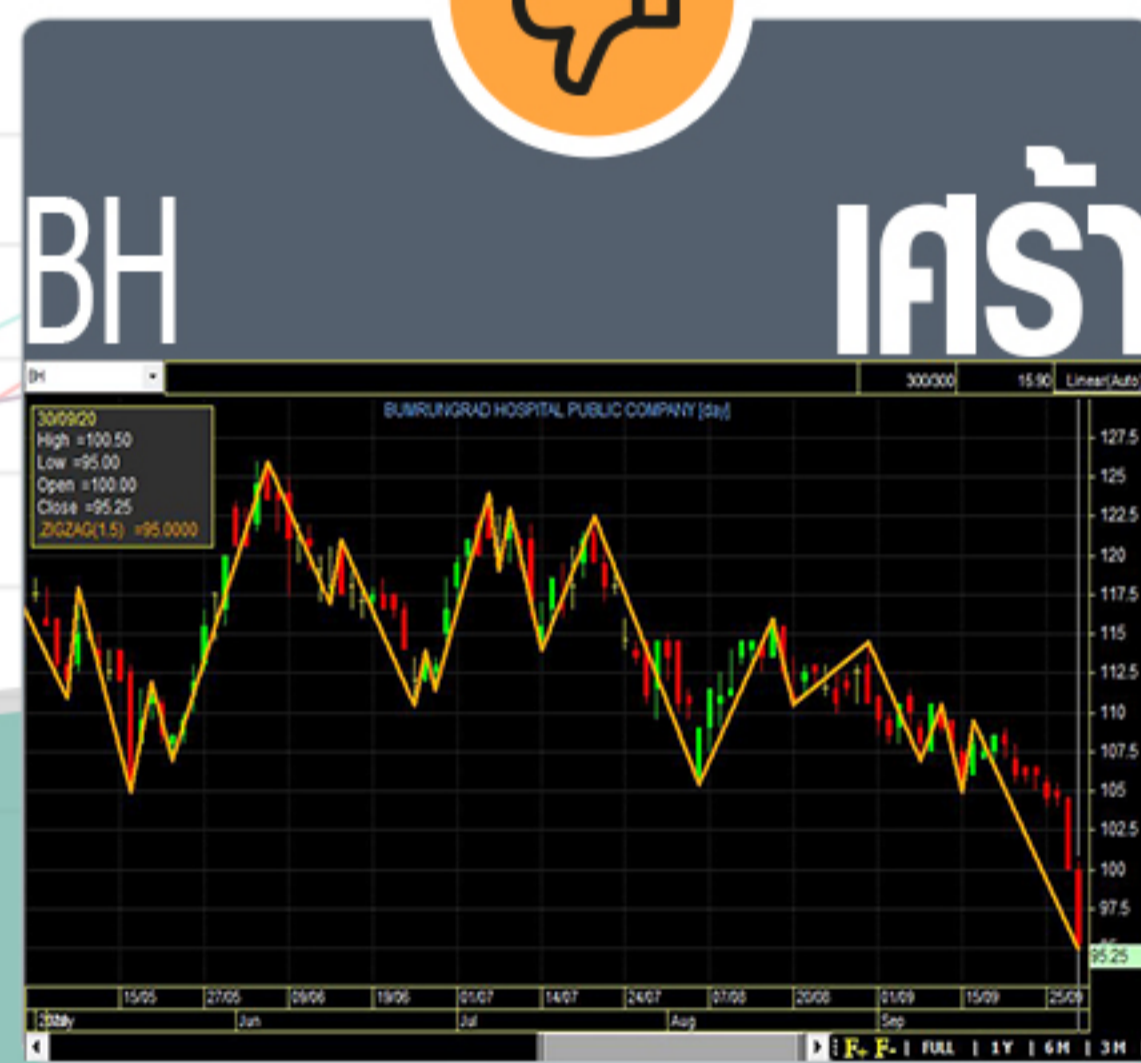 BH เศร้า
BH
300/300 15.90 Linear(Auto)
BUMRUNGRAD HOSPITAL PUBLIC COMPANY [day]
30/09/20
High =100.50
Low =95.00
Open =100.00
Close =95.25
ZIGZAG(1.5) =95.0000
127.5
125
122.5
120
117.5
115
112.5
110
107.5
105
102.5
100
97.5
95.25
15/05 27/05 09/06 19/06 01/07 14/07 24/07 07/08 20/08 01/09 15/09 25/09
Jun Jul Aug Sep
F+ F- | FULL | 1Y | 6M | 3M